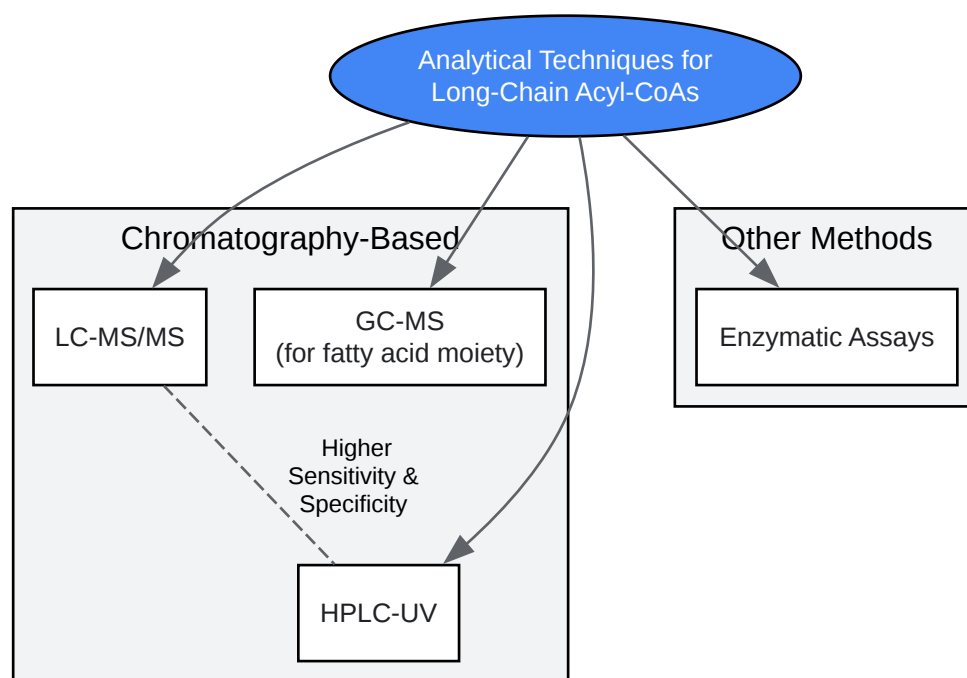 Analytical Techniques for
Long-Chain Acyl-CoAs
Chromatography-Based
Other Methods
LC-MS/MS
GC-MS
(for fatty acid moiety)
Enzymatic Assays
Higher
Sensitivity &
Specificity
HPLC-UV